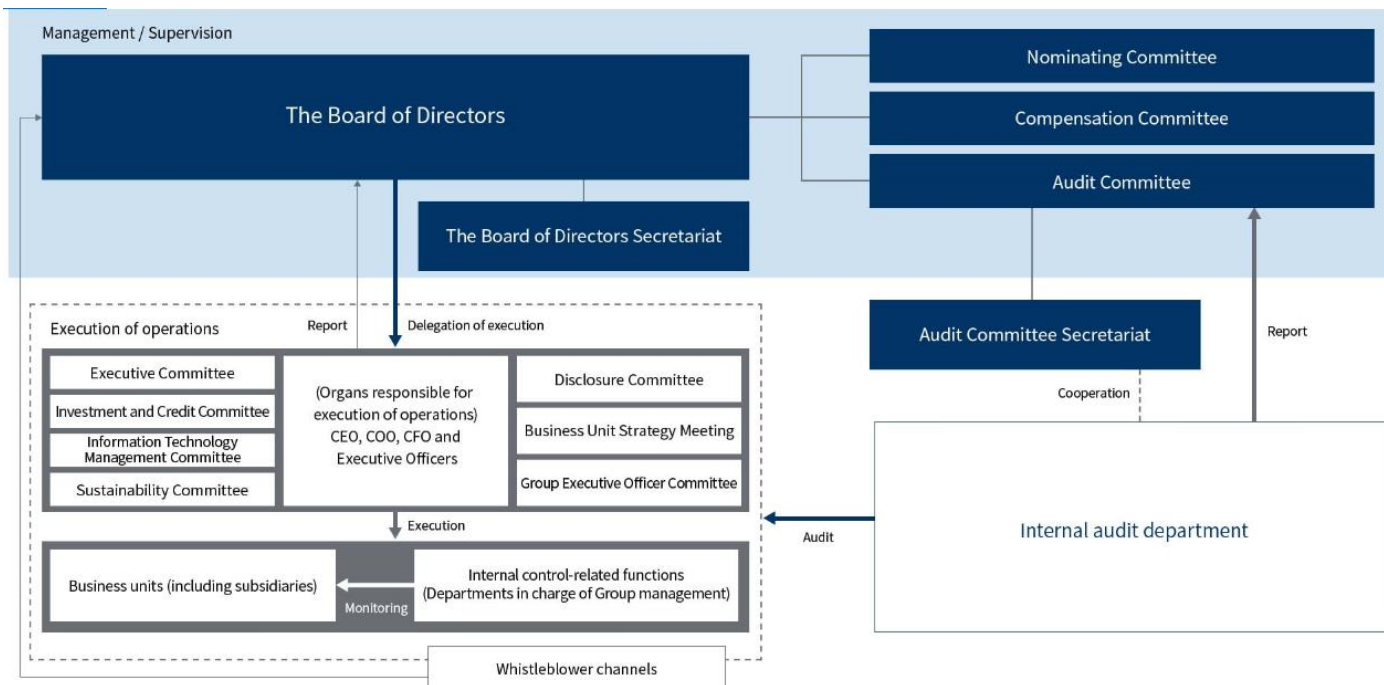 Management / Supervision
The Board of Directors
Nominating Committee
Compensation Committee
Audit Committee
The Board of Directors Secretariat
Audit Committee Secretariat
Report
Cooperation
Execution of operations
Report
Delegation of execution
Executive Committee
Investment and Credit Committee
Information Technology
Management Committee
Sustainability Committee
(Organs responsible for
execution of operations)
CEO, COO, CFO and
Executive Officers
Disclosure Committee
Business Unit Strategy Meeting
Group Executive Officer Committee
Execution
Audit
Internal audit department
Business units (including subsidiaries)
Monitoring
Internal control-related functions
(Departments in charge of Group management)
Whistleblower channels